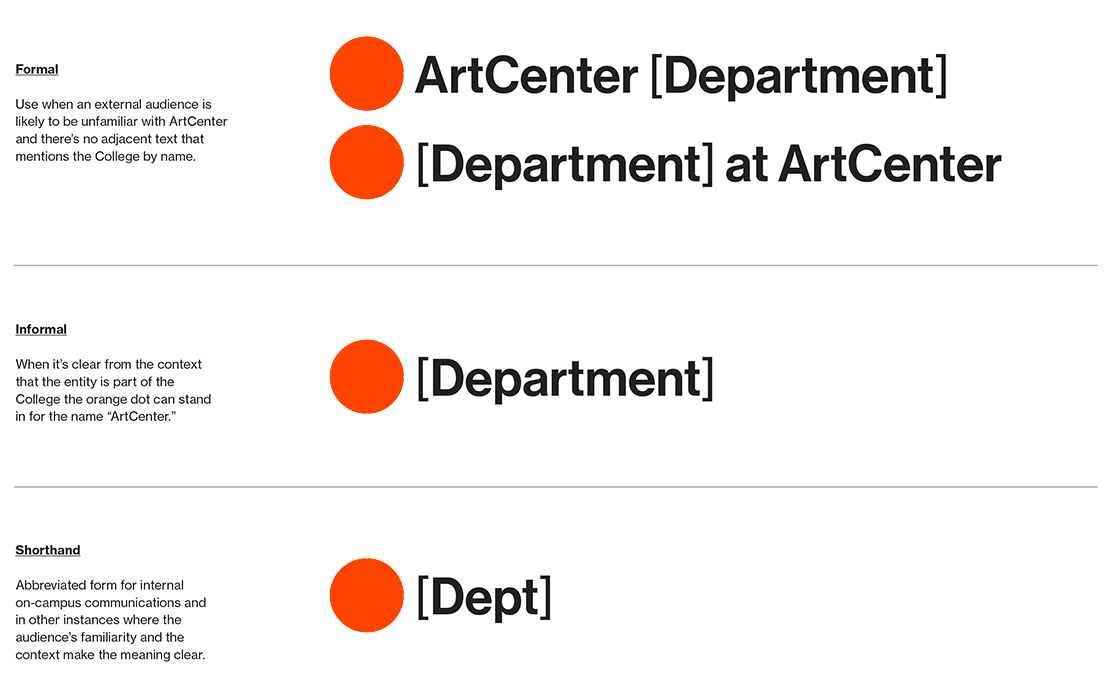 Formal
Use when an external audience is
likely to be unfamiliar with ArtCenter
and there’s no adjacent text that
mentions the College by name.
ArtCenter [Department]
[Department] at ArtCenter
Informal
When it’s clear from the context
that the entity is part of the
College the orange dot can stand
in for the name “ArtCenter.”
[Department]
Shorthand
Abbreviated form for internal
on-campus communications and
in other instances where the
audience’s familiarity and the
context make the meaning clear.
[Dept]